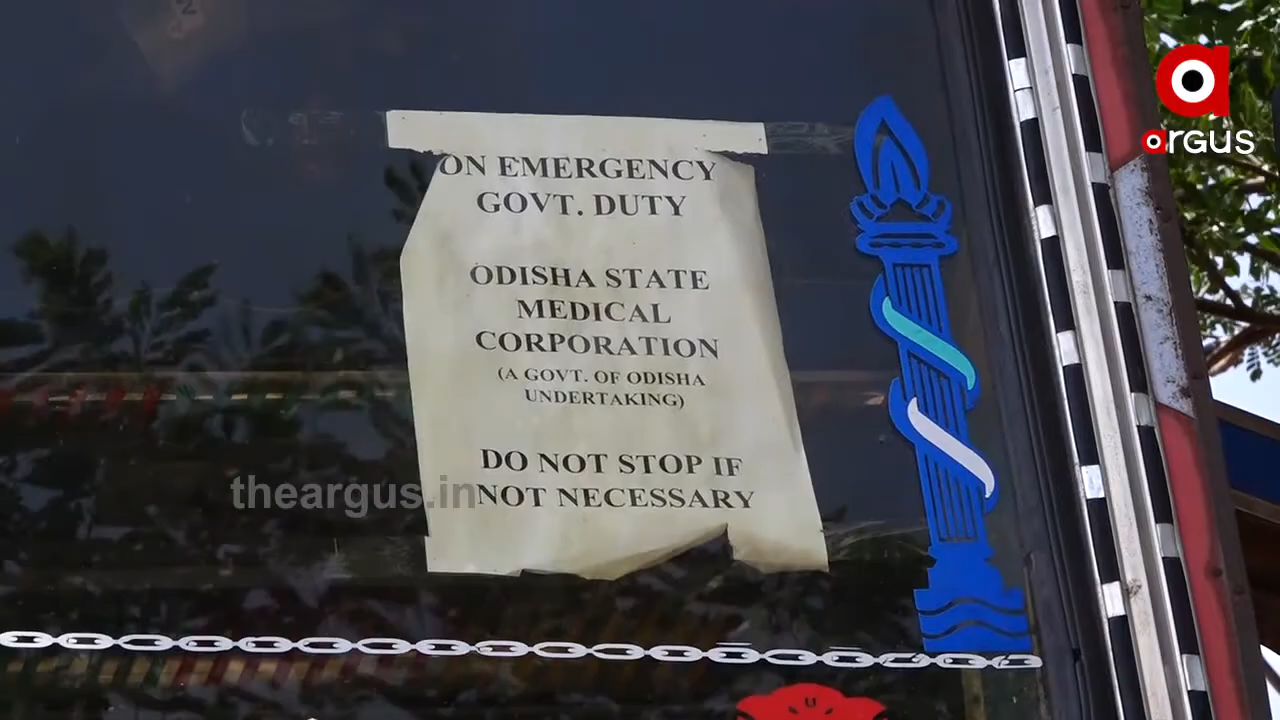 argus
ON EMERGENCY
GOVT. DUTY
ODISHA STATE
MEDICAL
CORPORATION
(A GOVT. OF ODISHA
UNDERTAKING)
DO NOT STOP IF
NOT NECESSARY
theargus.in
2
U